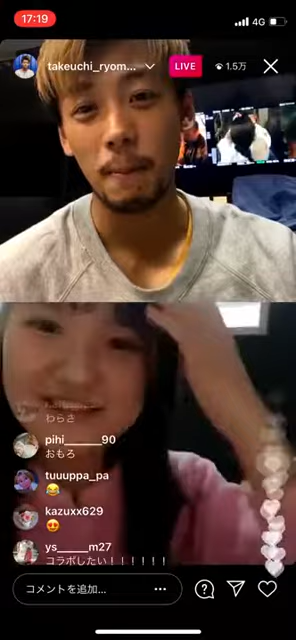 17:19
4G
takeuchi_ryom...
LIVE
1.5万
わらさ
pihi______90
おもろ
tuuuppa_pa
😂
kazuxx629
😍
ys_____m27
コラボしたい！！！！！！
コメントを追加...